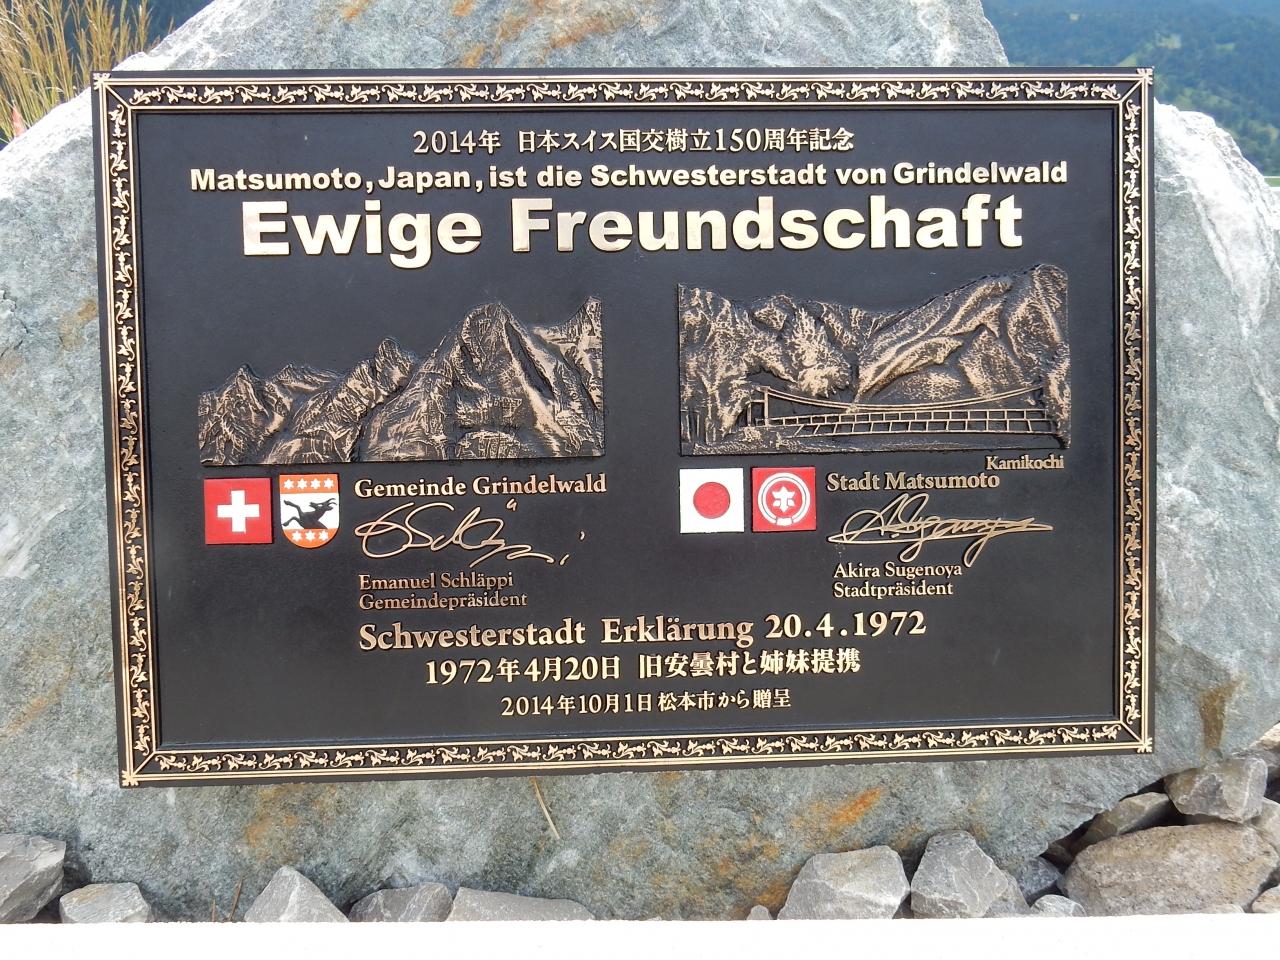 2014年 日本スイス国交樹立150周年記念
Matsumoto, Japan, ist die Schwesterstadt von Grindelwald
Ewige Freundschaft
Kamikochi
Gemeinde Grindelwald
Stadt Matsumoto
Emanuel Schläppi
Gemeindepräsident
Akira Sugenoya
Stadtpräsident
Schwesterstadt Erklärung 20.4.1972
1972年4月20日 旧安曇村と姉妹提携
2014年10月1日 松本市から贈呈